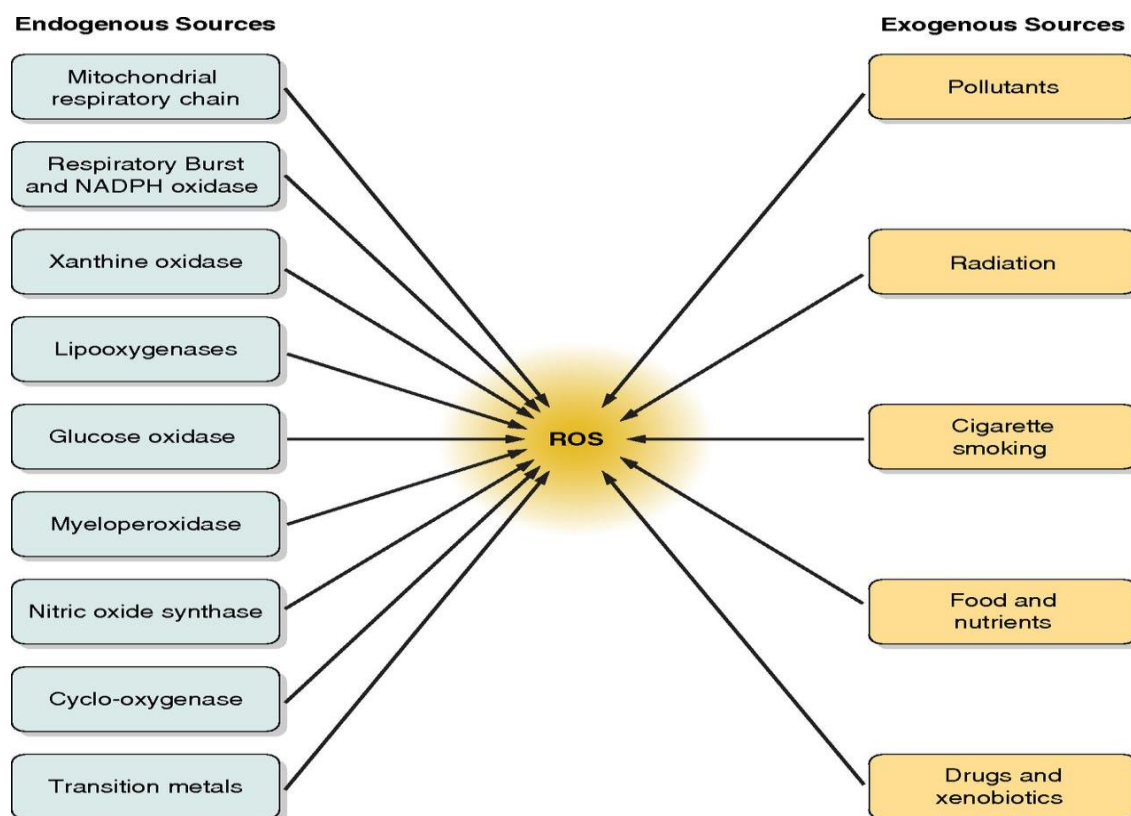 Endogenous Sources
Mitochondrial
respiratory chain
Respiratory Burst
and NADPH oxidase
Xanthine oxidase
Lipooxygenases
Glucose oxidase
Myeloperoxidase
Nitric oxide synthase
Cyclo-oxygenase
Transition metals
ROS
Exogenous Sources
Pollutants
Radiation
Cigarette
smoking
Food and
nutrients
Drugs and
xenobiotics